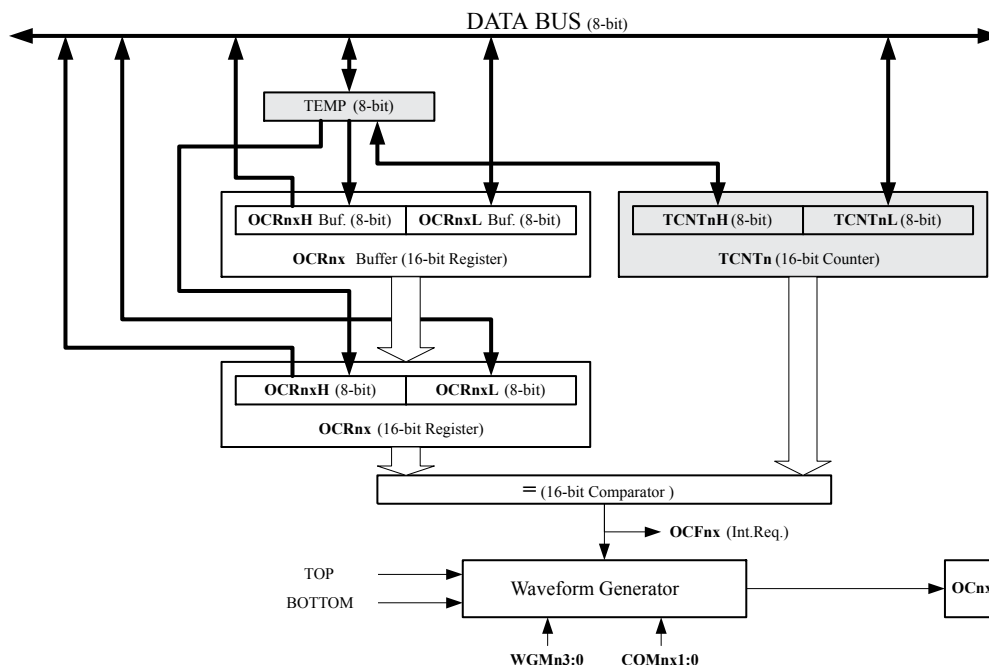 DATA BUS (8-bit)
TEMP (8-bit)
OCRnxH Buf. (8-bit) OCRnxL Buf. (8-bit)
OCRnx Buffer (16-bit Register)
TCNTnH (8-bit) TCNTnL (8-bit)
TCNTn (16-bit Counter)
OCRnxH (8-bit) OCRnxL (8-bit)
OCRnx (16-bit Register)
= (16-bit Comparator )
OCFnx (Int.Req.)
TOP
BOTTOM
Waveform Generator
OCnx
WGMn3:0 COMnx1:0